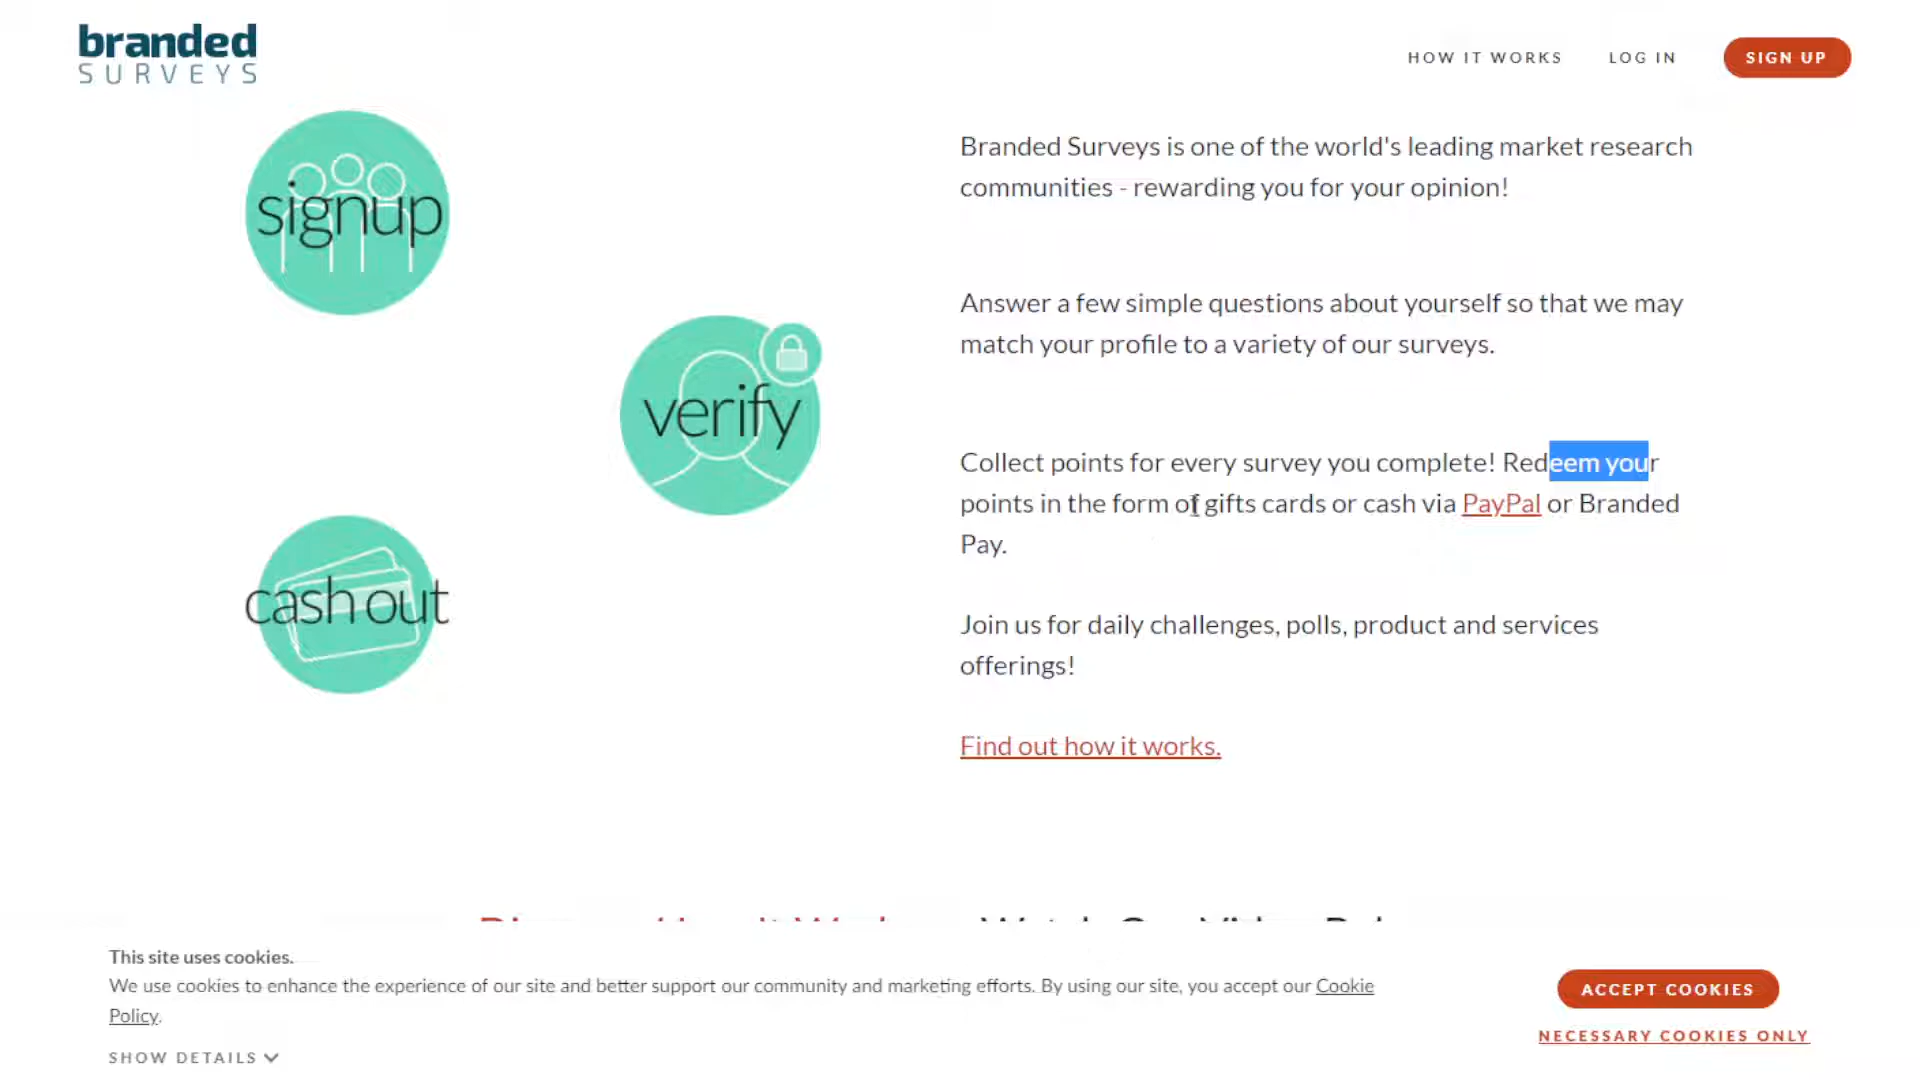 branded
SURVEYS
HOW IT WORKS
LOG IN
SIGN UP
signup
verify
cash out
Branded Surveys is one of the world's leading market research
communities - rewarding you for your opinion!
Answer a few simple questions about yourself so that we may
match your profile to a variety of our surveys.
Collect points for every survey you complete! Redeem your
points in the form of gifts cards or cash via PayPal or Branded
Pay.
Join us for daily challenges, polls, product and services
offerings!
Find out how it works.
This site uses cookies.
We use cookies to enhance the experience of our site and better support our community and marketing efforts. By using our site, you accept our Cookie
Policy.
SHOW DETAILS
ACCEPT COOKIES
NECESSARY COOKIES ONLY